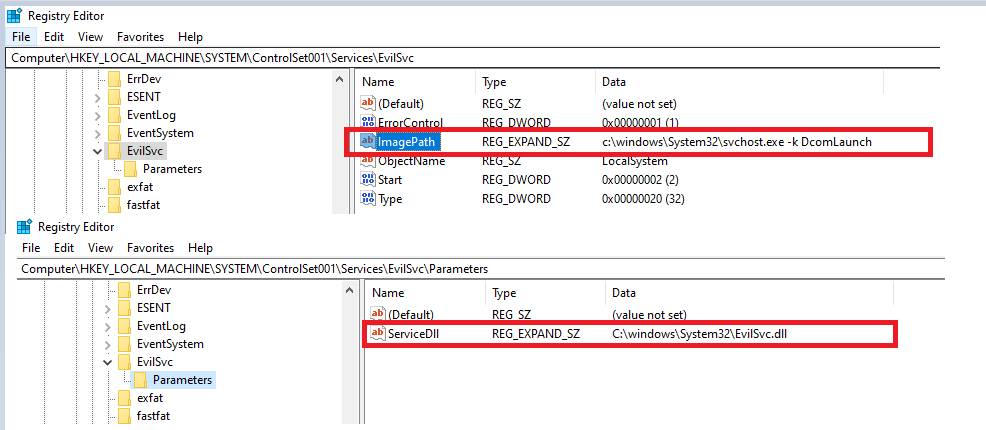 Registry Editor
File Edit View Favorites Help
Computer\HKEY_LOCAL_MACHINE\SYSTEM\ControlSet001\Services\EvilSvc
ErrDev
ESENT
EventLog
EventSystem
EvilSvc
Parameters
exfat
fastfat
Name Type Data
(Default) REG_SZ (value not set)
ErrorControl REG_DWORD 0x00000001 (1)
ImagePath REG_EXPAND_SZ c:\windows\System32\svchost.exe -k DcomLaunch
ObjectName REG_SZ LocalSystem
Start REG_DWORD 0x00000002 (2)
Type REG_DWORD 0x00000020 (32)
Registry Editor
File Edit View Favorites Help
Computer\HKEY_LOCAL_MACHINE\SYSTEM\ControlSet001\Services\EvilSvc\Parameters
ErrDev
ESENT
EventLog
EventSystem
EvilSvc
Parameters
exfat
fastfat
Name Type Data
(Default) REG_SZ (value not set)
ServiceDll REG_EXPAND_SZ C:\windows\System32\EvilSvc.dll